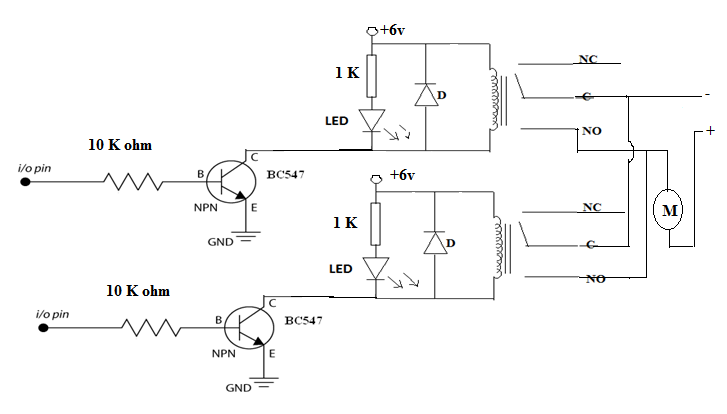 +6v
NC
1 K
D
C
-
LED
NO
+
10 K ohm
C
i/o pin
B
BC547
NPN
E
GND
+6v
NC
M
1 K
D
C
LED
NO
10 K ohm
C
i/o pin
B
BC547
NPN
E
GND